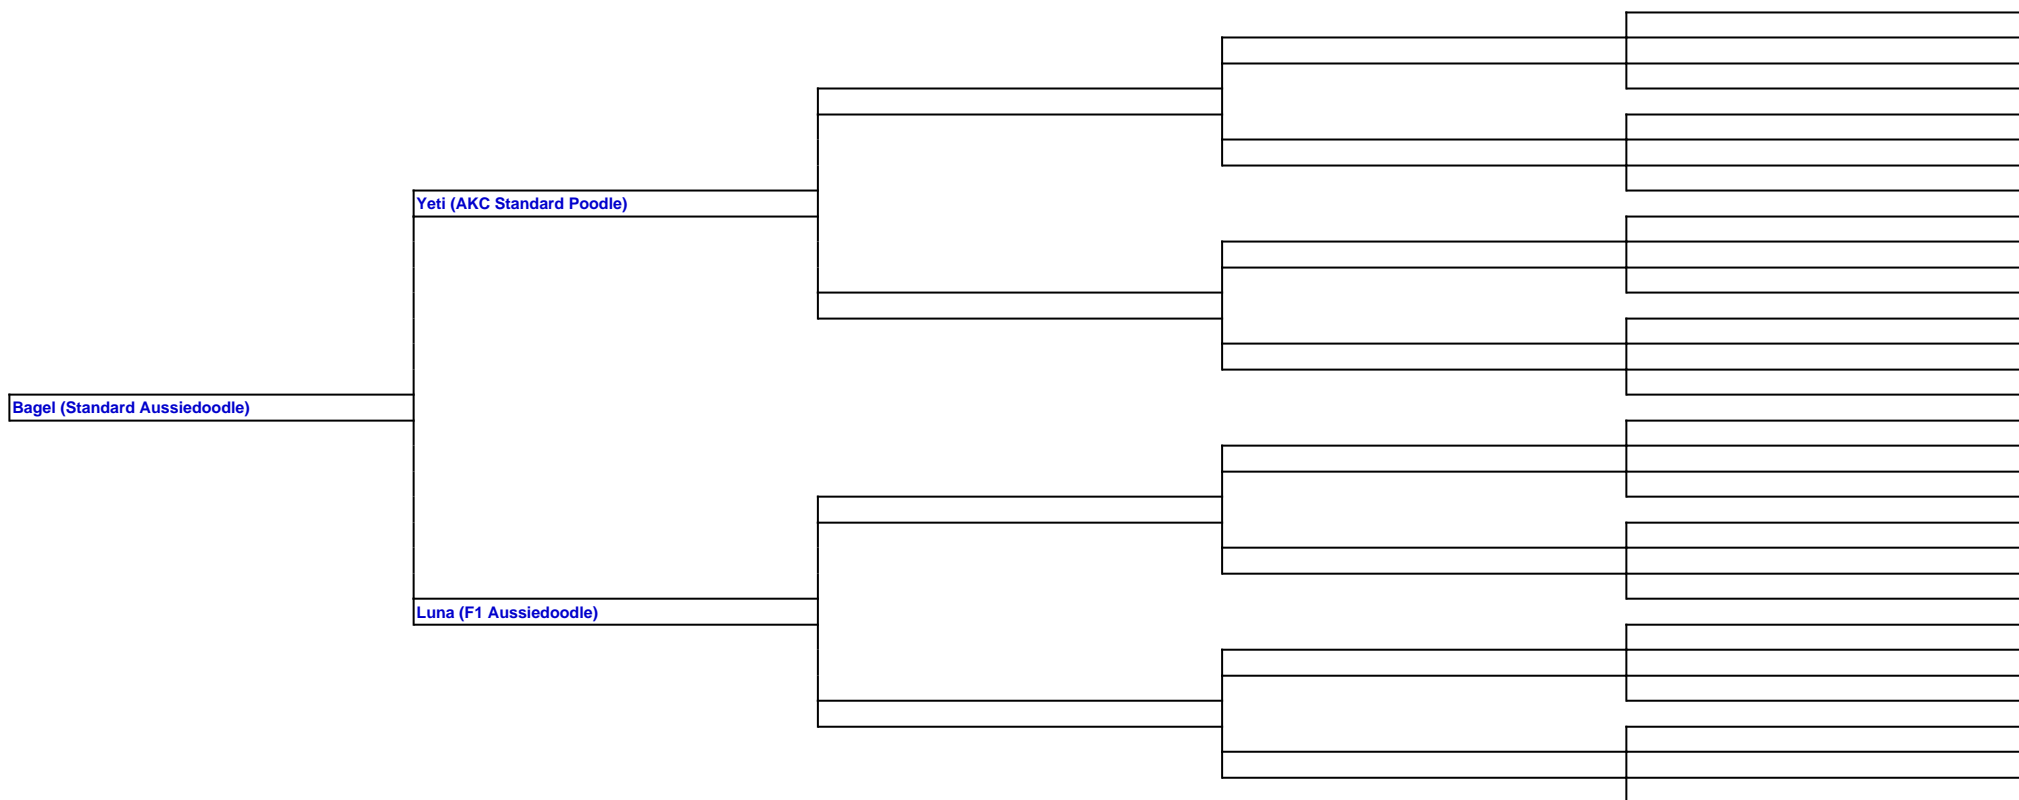 Yeti (AKC Standard Poodle)
Bagel (Standard Aussiedoodle)
Luna (F1 Aussiedoodle)